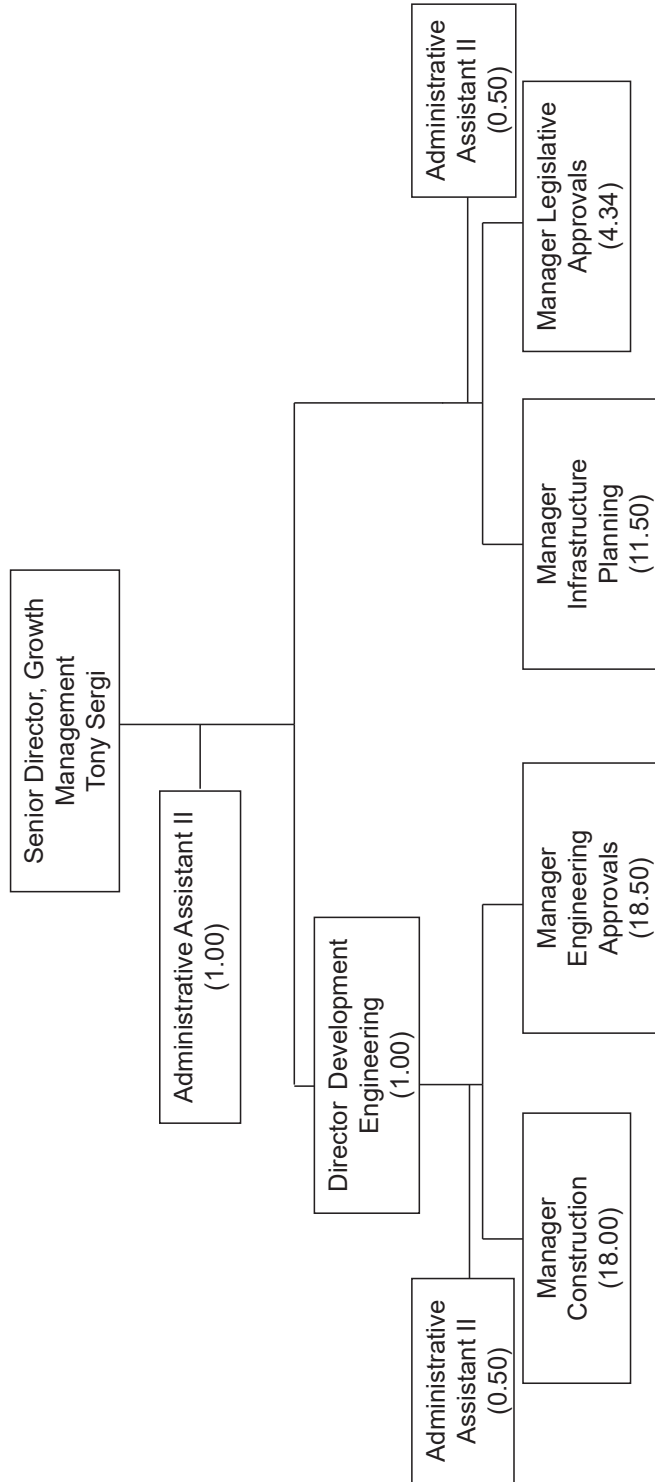 Senior Director, Growth
Management
Tony Sergi
Administrative Assistant II
(1.00)
Director  Development
Engineering
(1.00)
Administrative
Assistant II
(0.50)
Administrative
Assistant II
(0.50)
Manager
Construction
(18.00)
Manager
Engineering
Approvals
(18.50)
Manager
Infrastructure
Planning
(11.50)
Manager Legislative
Approvals
(4.34)